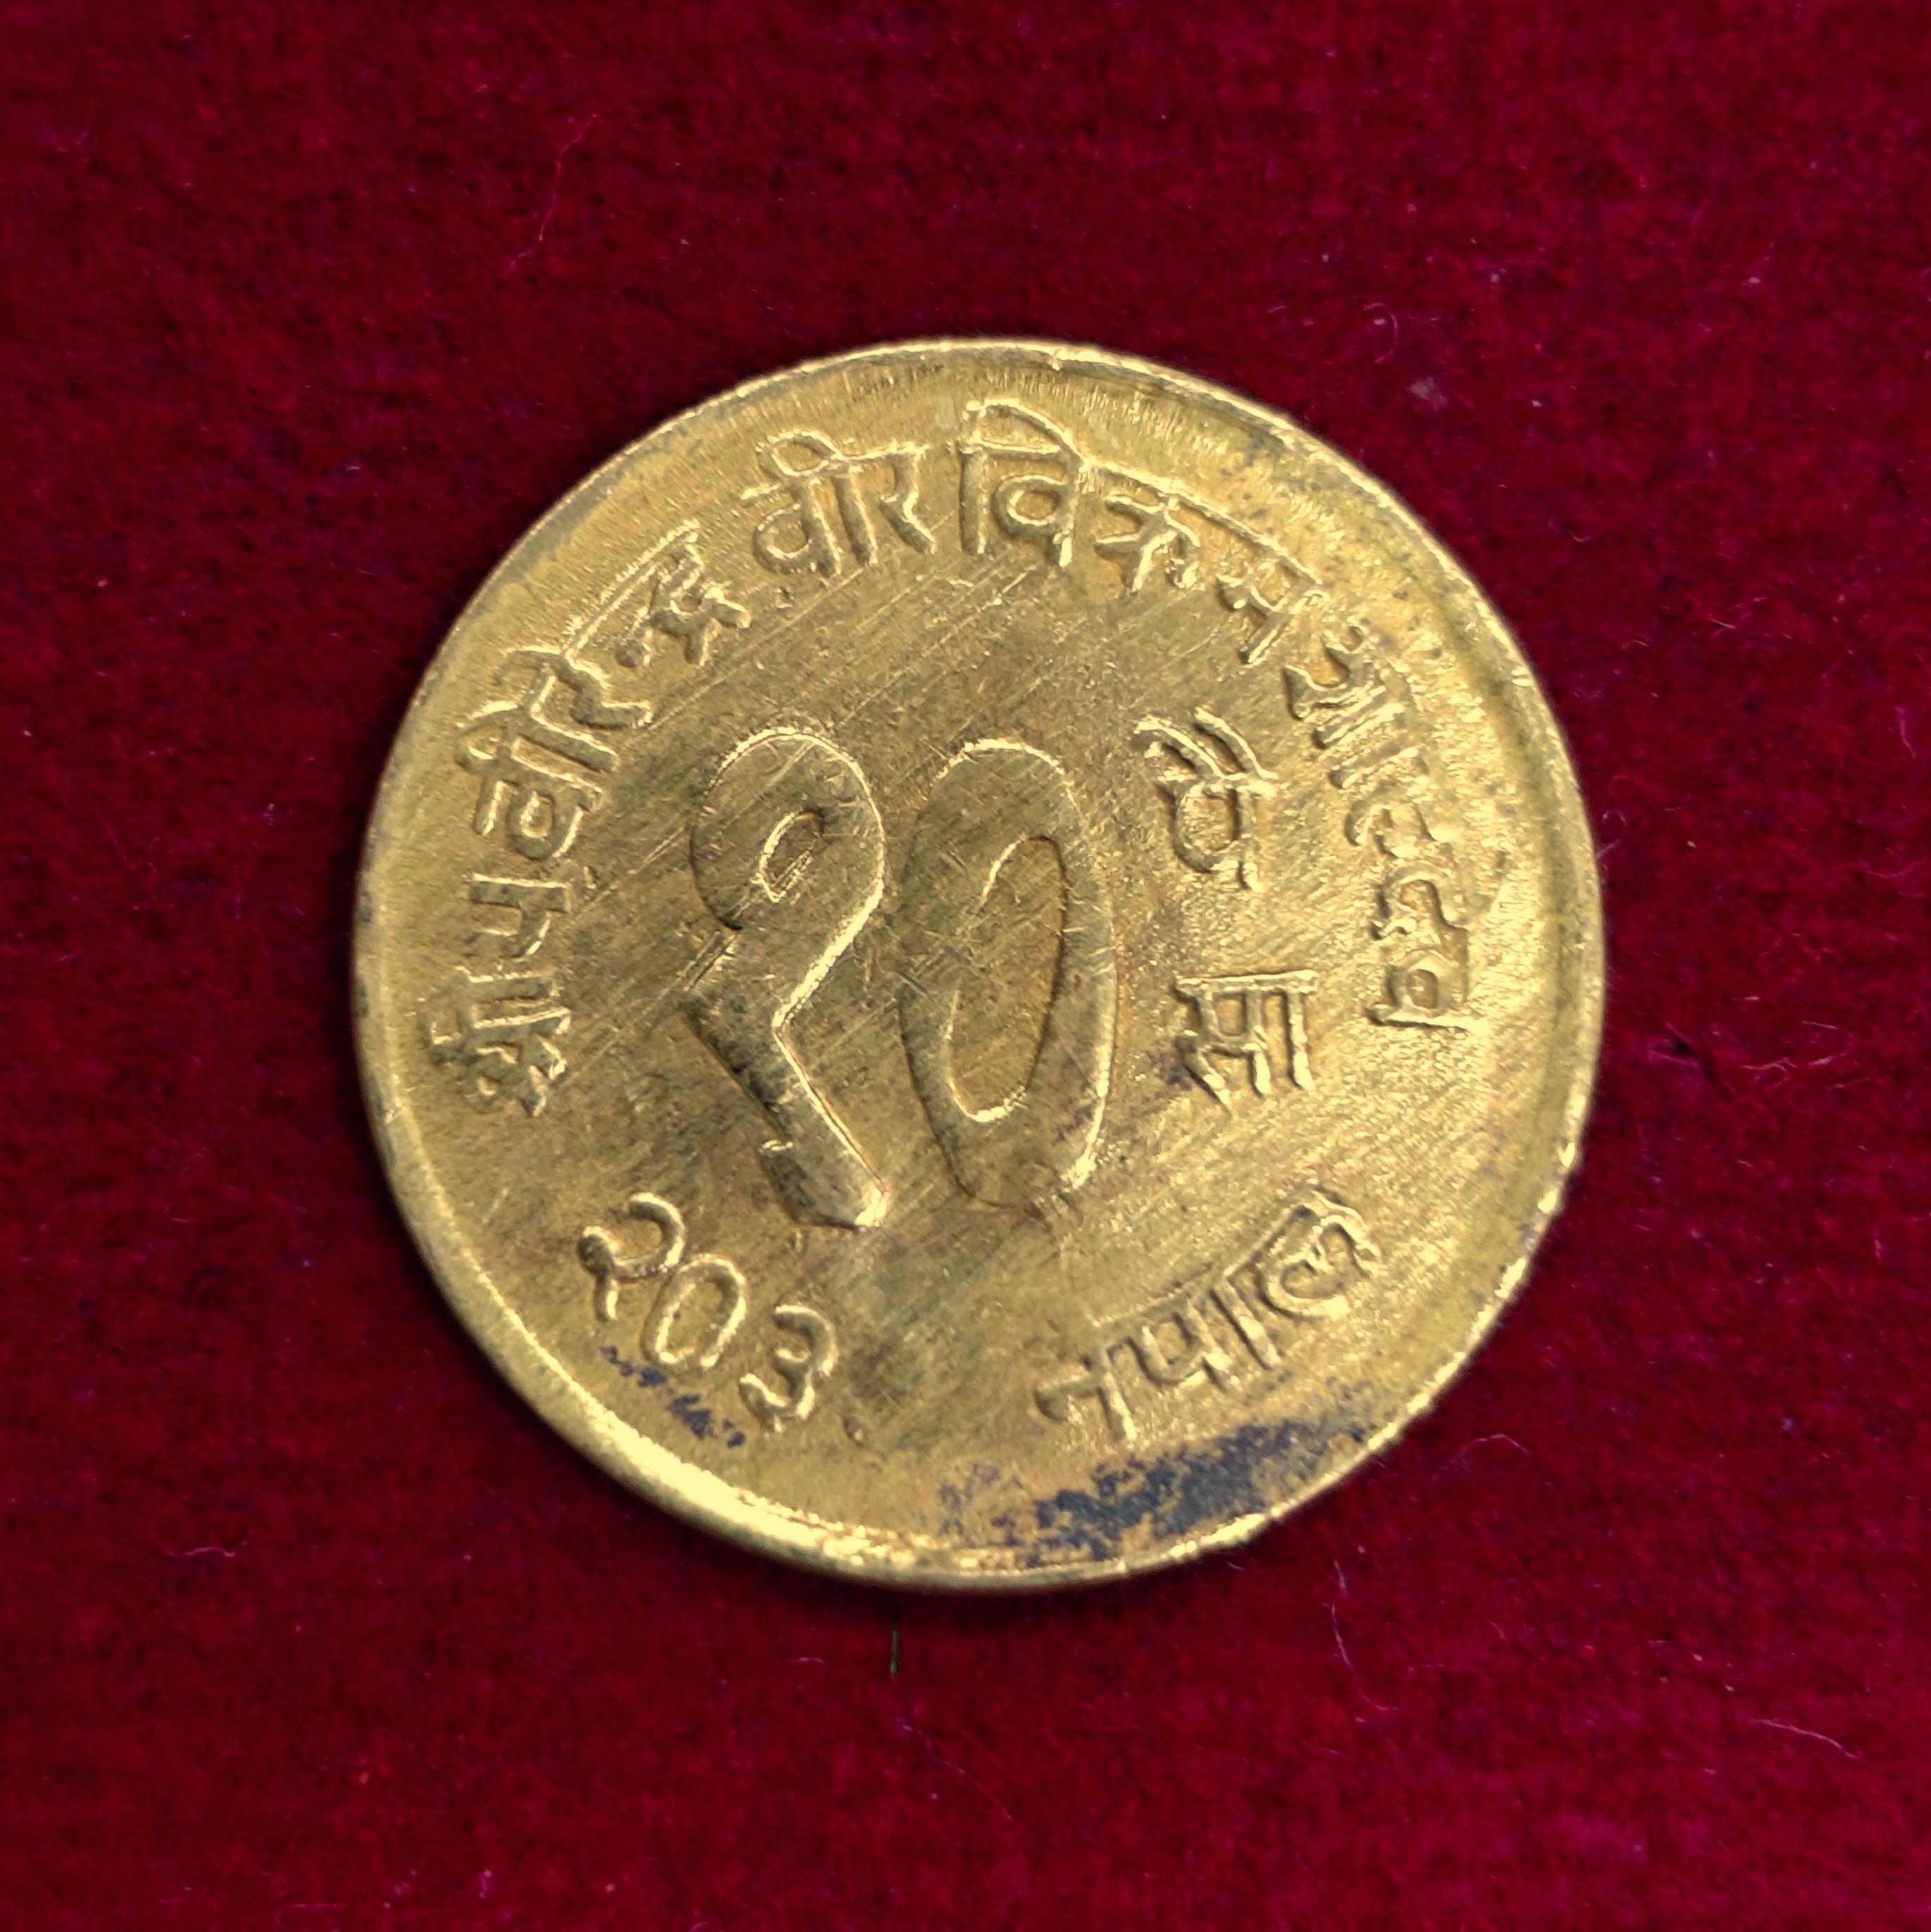 श्री ५ वीरेन्द्र वीर विक्रम शाहदेव
१० पैसा
२०३
नेपाल